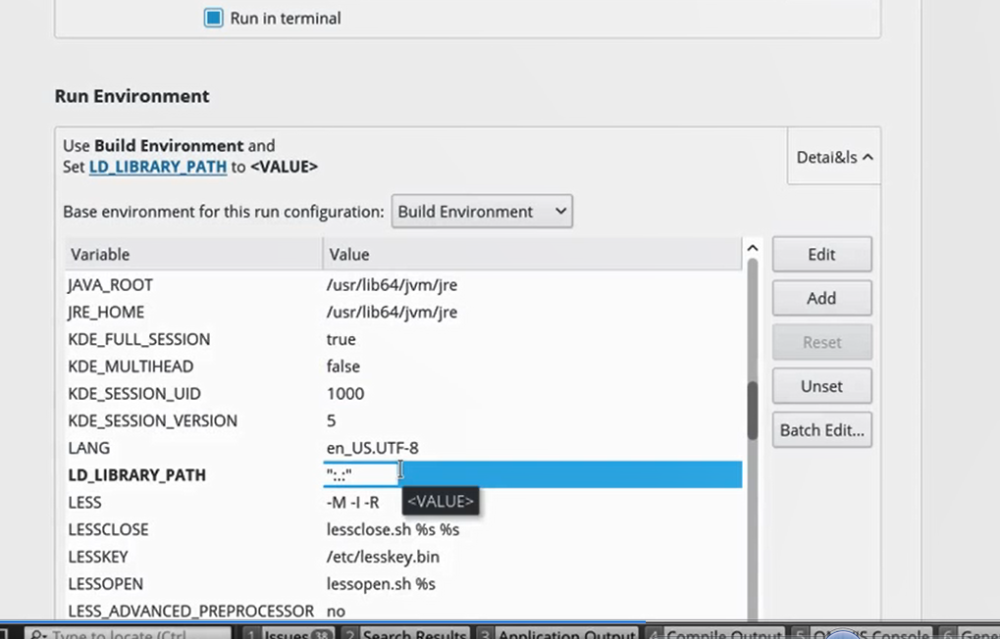 Run in terminal
Run Environment
Use Build Environment and
Set LD_LIBRARY_PATH to <VALUE>
Detai&ls
Base environment for this run configuration: Build Environment
Variable Value
Edit
JAVA_ROOT /usr/lib64/jvm/jre
Add
JRE_HOME /usr/lib64/jvm/jre
KDE_FULL_SESSION true
Reset
KDE_MULTIHEAD false
Unset
KDE_SESSION_UID 1000
KDE_SESSION_VERSION 5
Batch Edit...
LANG en_US.UTF-8
LD_LIBRARY_PATH ":.:"
<VALUE>
LESS -M -I -R
LESSCLOSE lessclose.sh %s %s
LESSKEY /etc/lesskey.bin
LESSOPEN lessopen.sh %s
LESS_ADVANCED_PREPROCESSOR no
Type to locate (Ctrl 1 Issues 38 2 Search Results 3 Application Output 4 Compile Output 5 Console 6 Gene